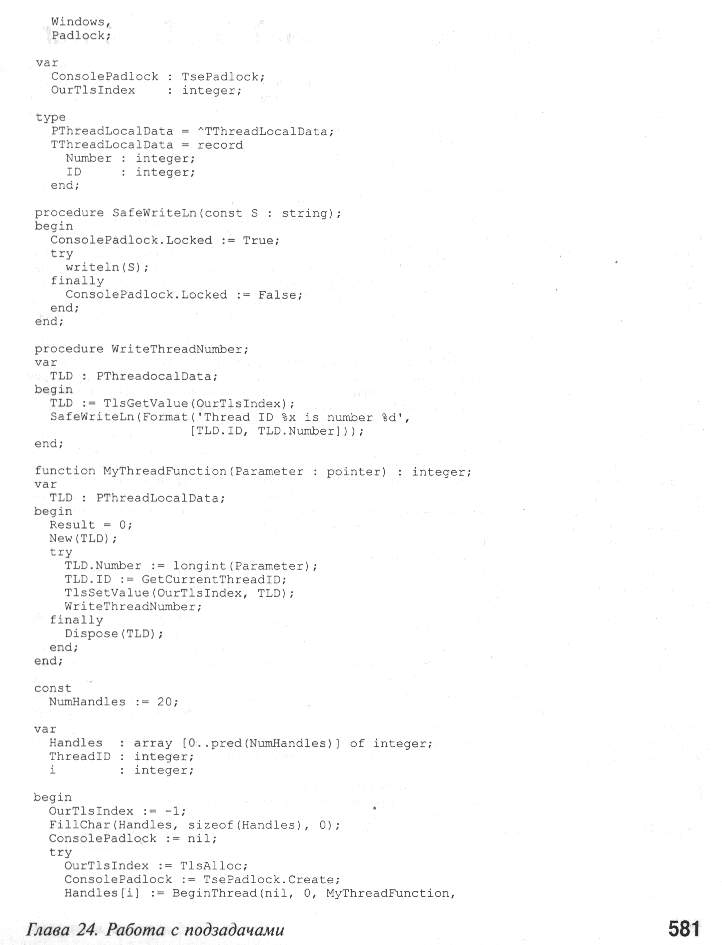 Windows,
Padlock;
var
ConsolePadlock : TsePadlock;
OurTlsIndex : integer;
type
PThreadLocalData = ^TThreadLocalData;
TThreadLocalData = record
Number : integer;
ID : integer;
end;
procedure SafeWriteLn(const S : string);
begin
ConsolePadlock.Locked := True;
try
writeln(S);
finally
ConsolePadlock.Locked := False;
end;
end;
procedure WriteThreadNumber;
var
TLD : PThreadocalData;
begin
TLD := TlsGetValue(OurTlsIndex);
SafeWriteLn(Format('Thread ID %x is number %d',
[TLD.ID, TLD.Number]));
end;
function MyThreadFunction(Parameter : pointer) : integer;
var
TLD : PThreadLocalData;
begin
Result = 0;
New(TLD);
try
TLD.Number := longint(Parameter);
TLD.ID := GetCurrentThreadID;
TlsSetValue(OurTlsIndex, TLD);
WriteThreadNumber;
finally
Dispose(TLD);
end;
end;
const
NumHandles := 20;
var
Handles : array [0..pred(NumHandles)] of integer;
ThreadID : integer;
i : integer;
begin
OurTlsIndex := -1;
FillChar(Handles, sizeof(Handles), 0);
ConsolePadlock := nil;
try
OurTlsIndex := TlsAlloc;
ConsolePadlock := TsePadlock.Create;
Handles[i] := BeginThread(nil, 0, MyThreadFunction,
Глава 24. Работа с подзадачами 581